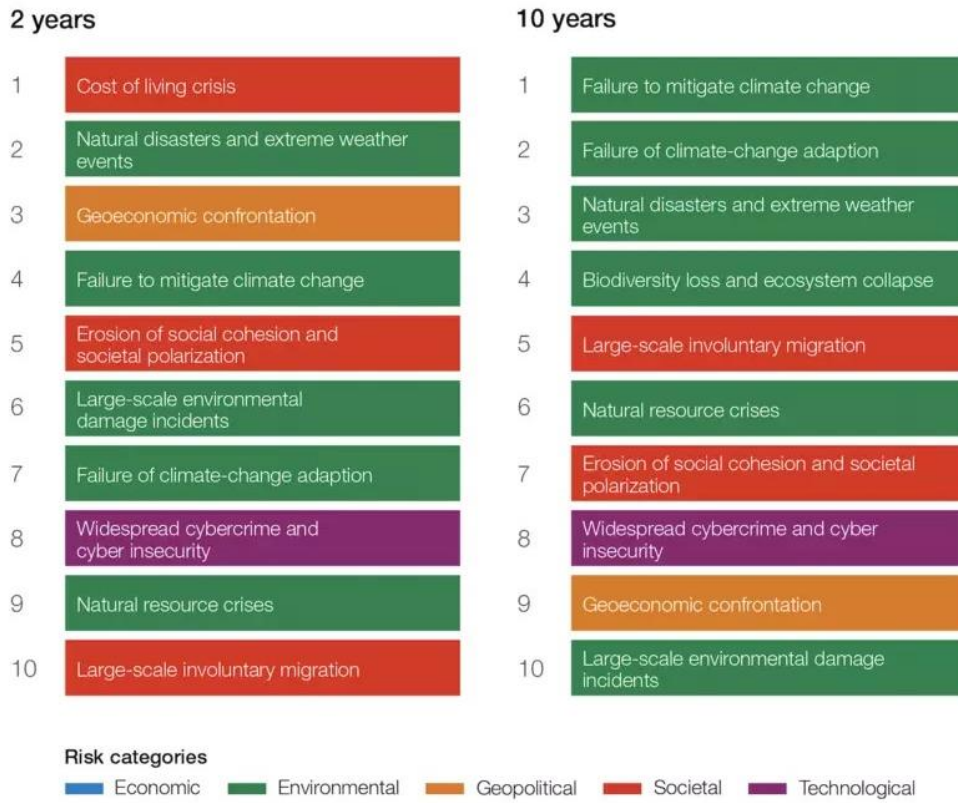 2 years
1
Cost of living crisis
2
Natural disasters and extreme weather
events
3
Geoeconomic confrontation
4
Failure to mitigate climate change
5
Erosion of social cohesion and
societal polarization
6
Large-scale environmental
damage incidents
7
Failure of climate-change adaption
8
Widespread cybercrime and
cyber insecurity
9
Natural resource crises
10
Large-scale involuntary migration
10 years
1
Failure to mitigate climate change
2
Failure of climate-change adaption
3
Natural disasters and extreme weather
events
4
Biodiversity loss and ecosystem collapse
5
Large-scale involuntary migration
6
Natural resource crises
7
Erosion of social cohesion and societal
polarization
8
Widespread cybercrime and cyber
insecurity
9
Geoeconomic confrontation
10
Large-scale environmental damage
incidents
Risk categories
Economic Environmental Geopolitical Societal Technological